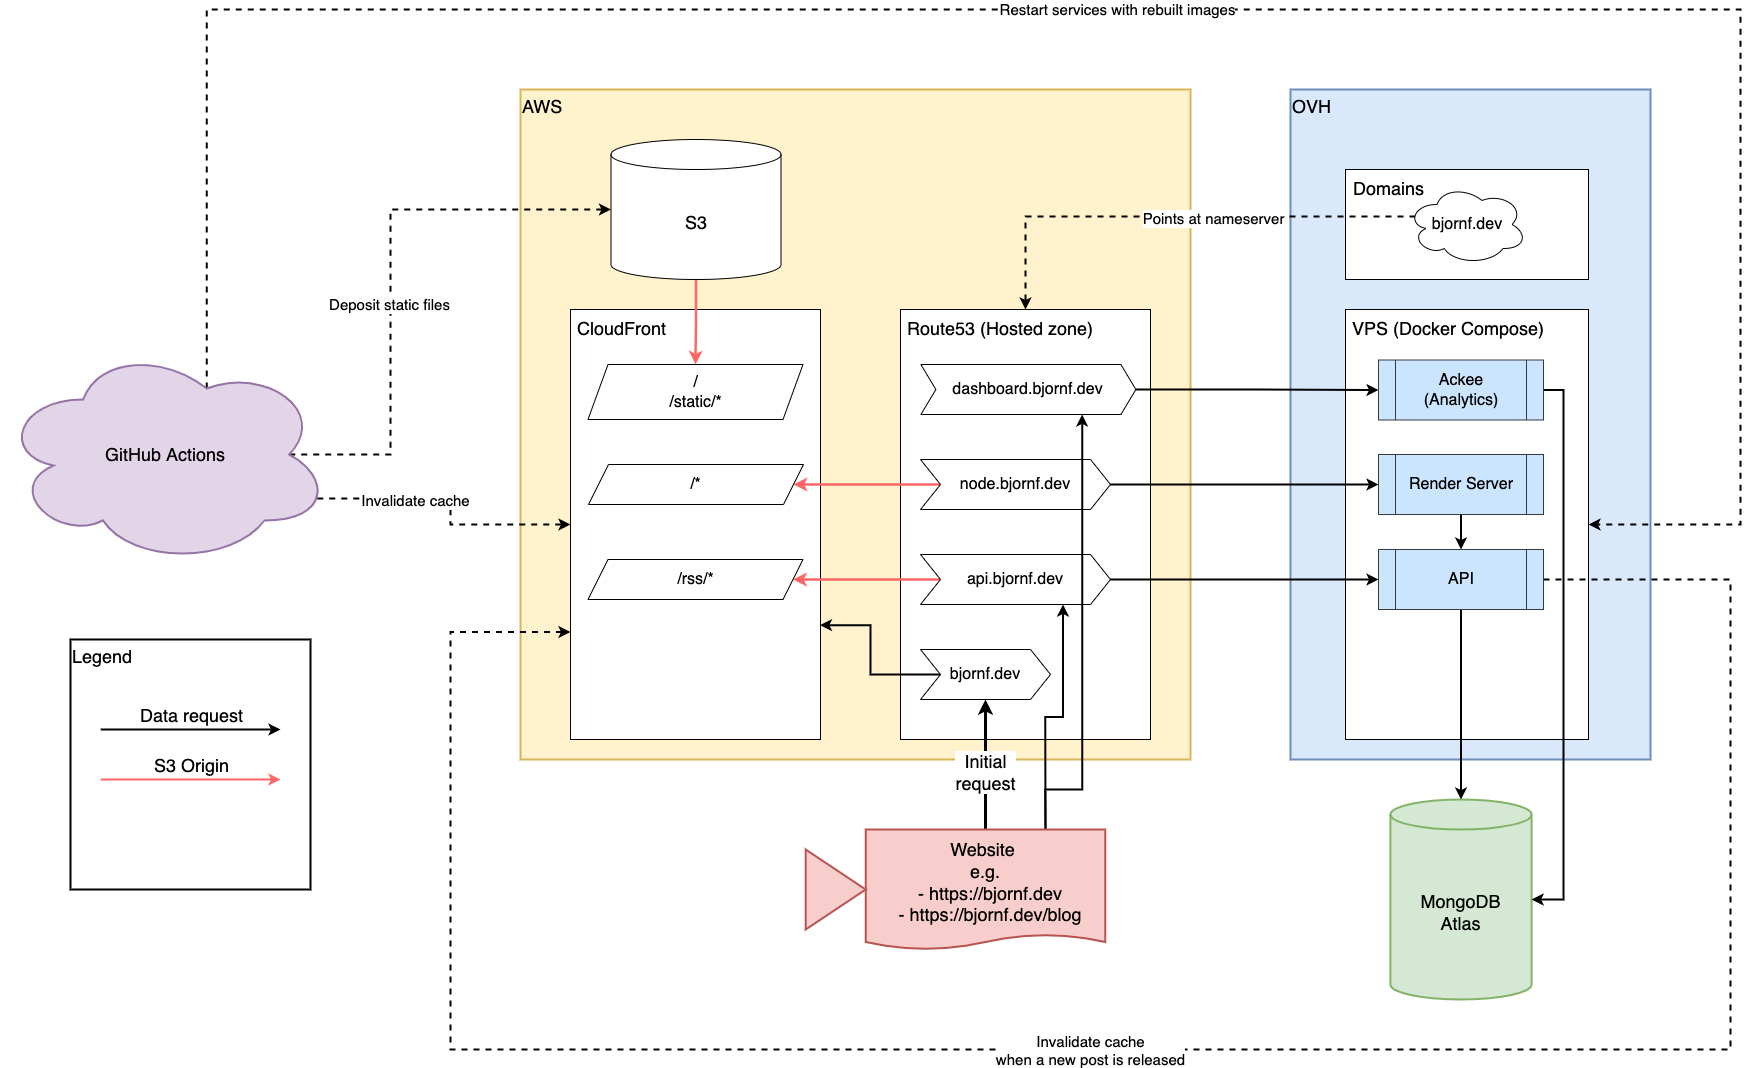 Restart services with rebuilt images
AWS
OVH
S3
Domains
bjornf.dev
Points at nameserver
Deposit static files
CloudFront
/
/static/*
/*
/rss/*
Route53 (Hosted zone)
dashboard.bjornf.dev
node.bjornf.dev
api.bjornf.dev
bjornf.dev
VPS (Docker Compose)
Ackee
(Analytics)
Render Server
API
GitHub Actions
Invalidate cache
Legend
Data request
S3 Origin
Initial
request
Website
e.g.
- https://bjornf.dev
- https://bjornf.dev/blog
MongoDB
Atlas
Invalidate cache
when a new post is released